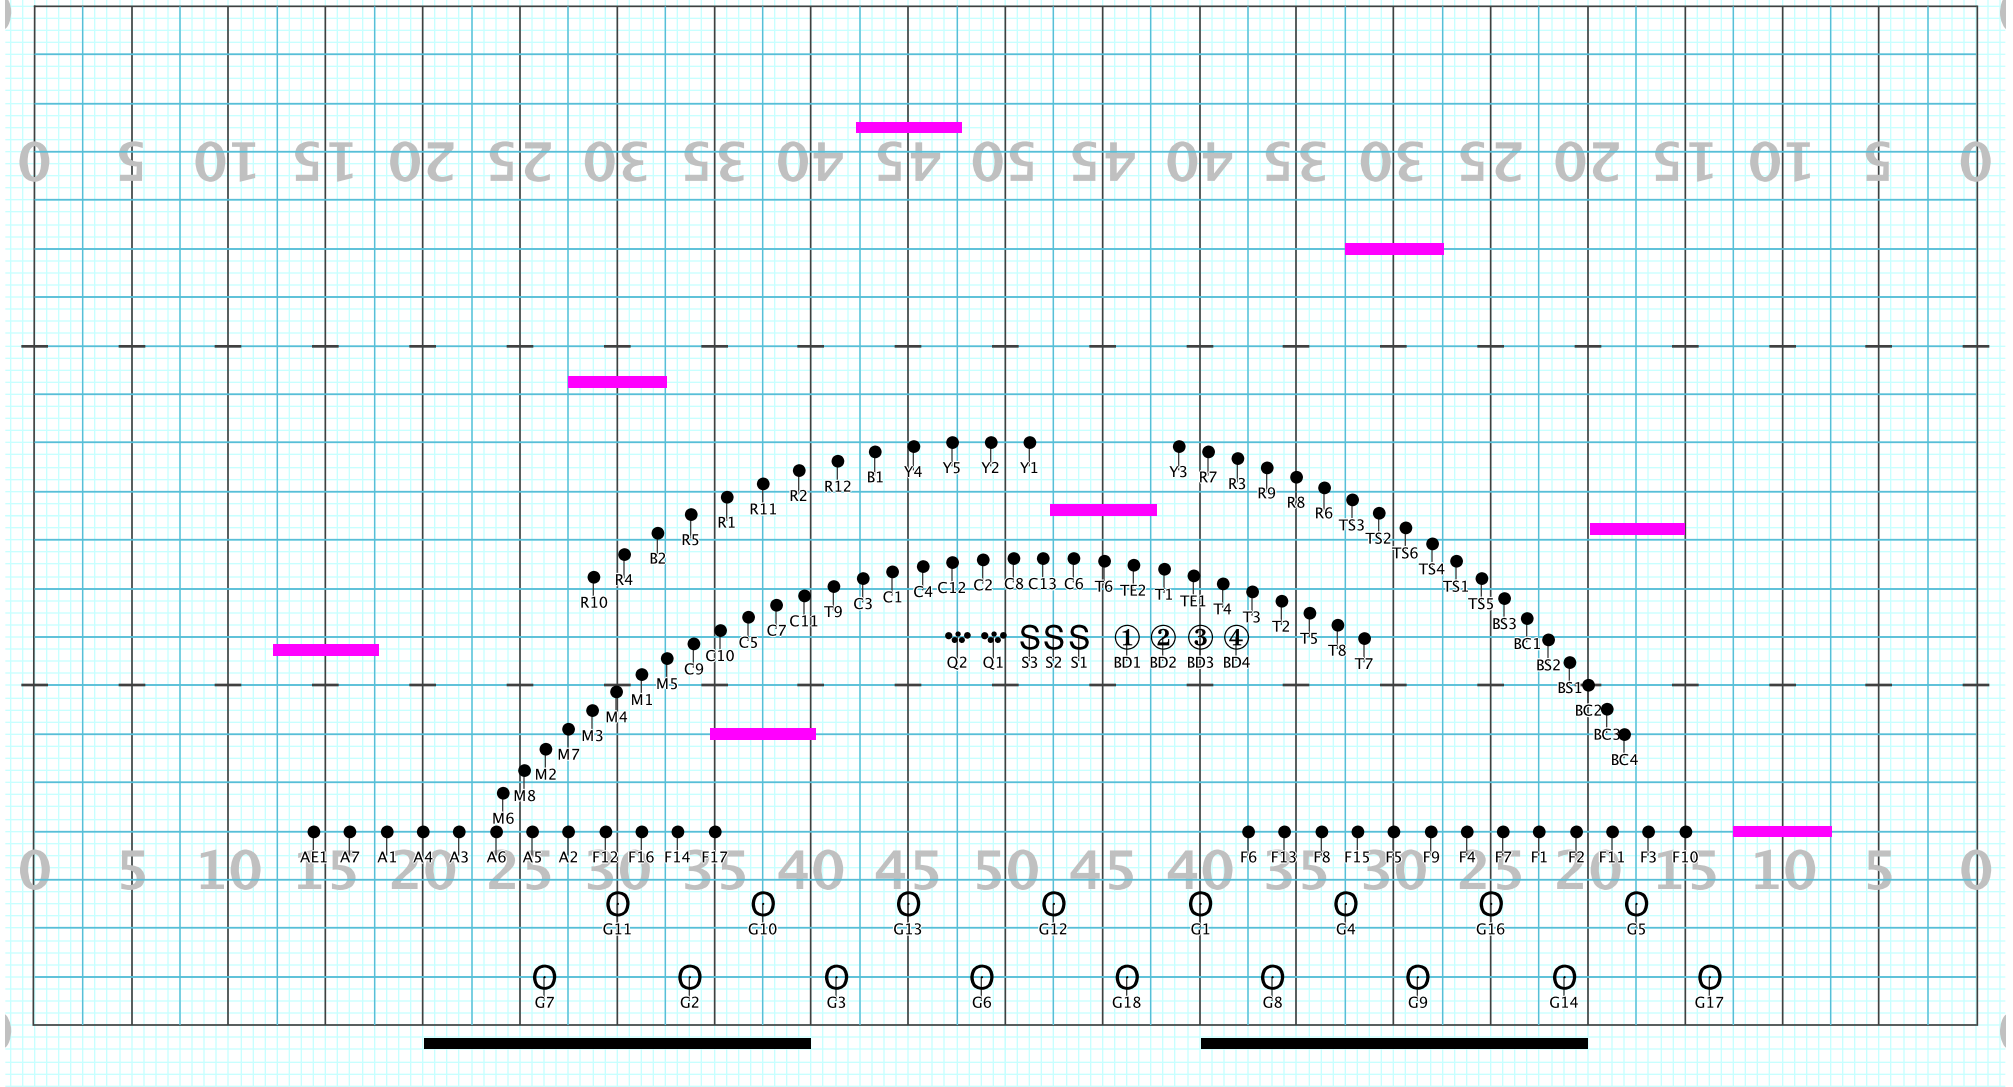 0 5 10 15 20 25 30 35 40 45 50 45 40 35 30 25 20 15 10 5 0
Y4 Y5 Y2 Y1 Y3 R7
R12 B1 R3
R11 R2 R9 R8
R1 R6
R5 TS3 TS2
B2 TS6
R4 TS4
C4 C12 C2 C8 C13 C6 T6 TE2 T1 TS1
R10 C3 C1 TE1 T4 TS5
C11 T9 T3 BS3
C7 T2
C5 T5 BC1
C10 SSS ① ② ③ ④ T8
C9 Q2 Q1 S3 S2 S1 BD1 BD2 BD3 BD4 T7 BS2
M5 BS1
M1
M4 BC2
M3 BC3
M7 BC4
M2
M8
M6
AE1 A7 A1 A4 A3 A6 A5 A2 F12 F16 F14 F17 F6 F13 F8 F15 F5 F9 F4 F7 F1 F2 F11 F3 F10
0 5 10 15 20 25 30 35 40 45 50 45 40 35 30 25 20 15 10 5 0
O O O O O O O O
G11 G10 G13 G12 G1 G4 G16 G5
O O O O O O O O O
G7 G2 G3 G6 G18 G8 G9 G14 G17